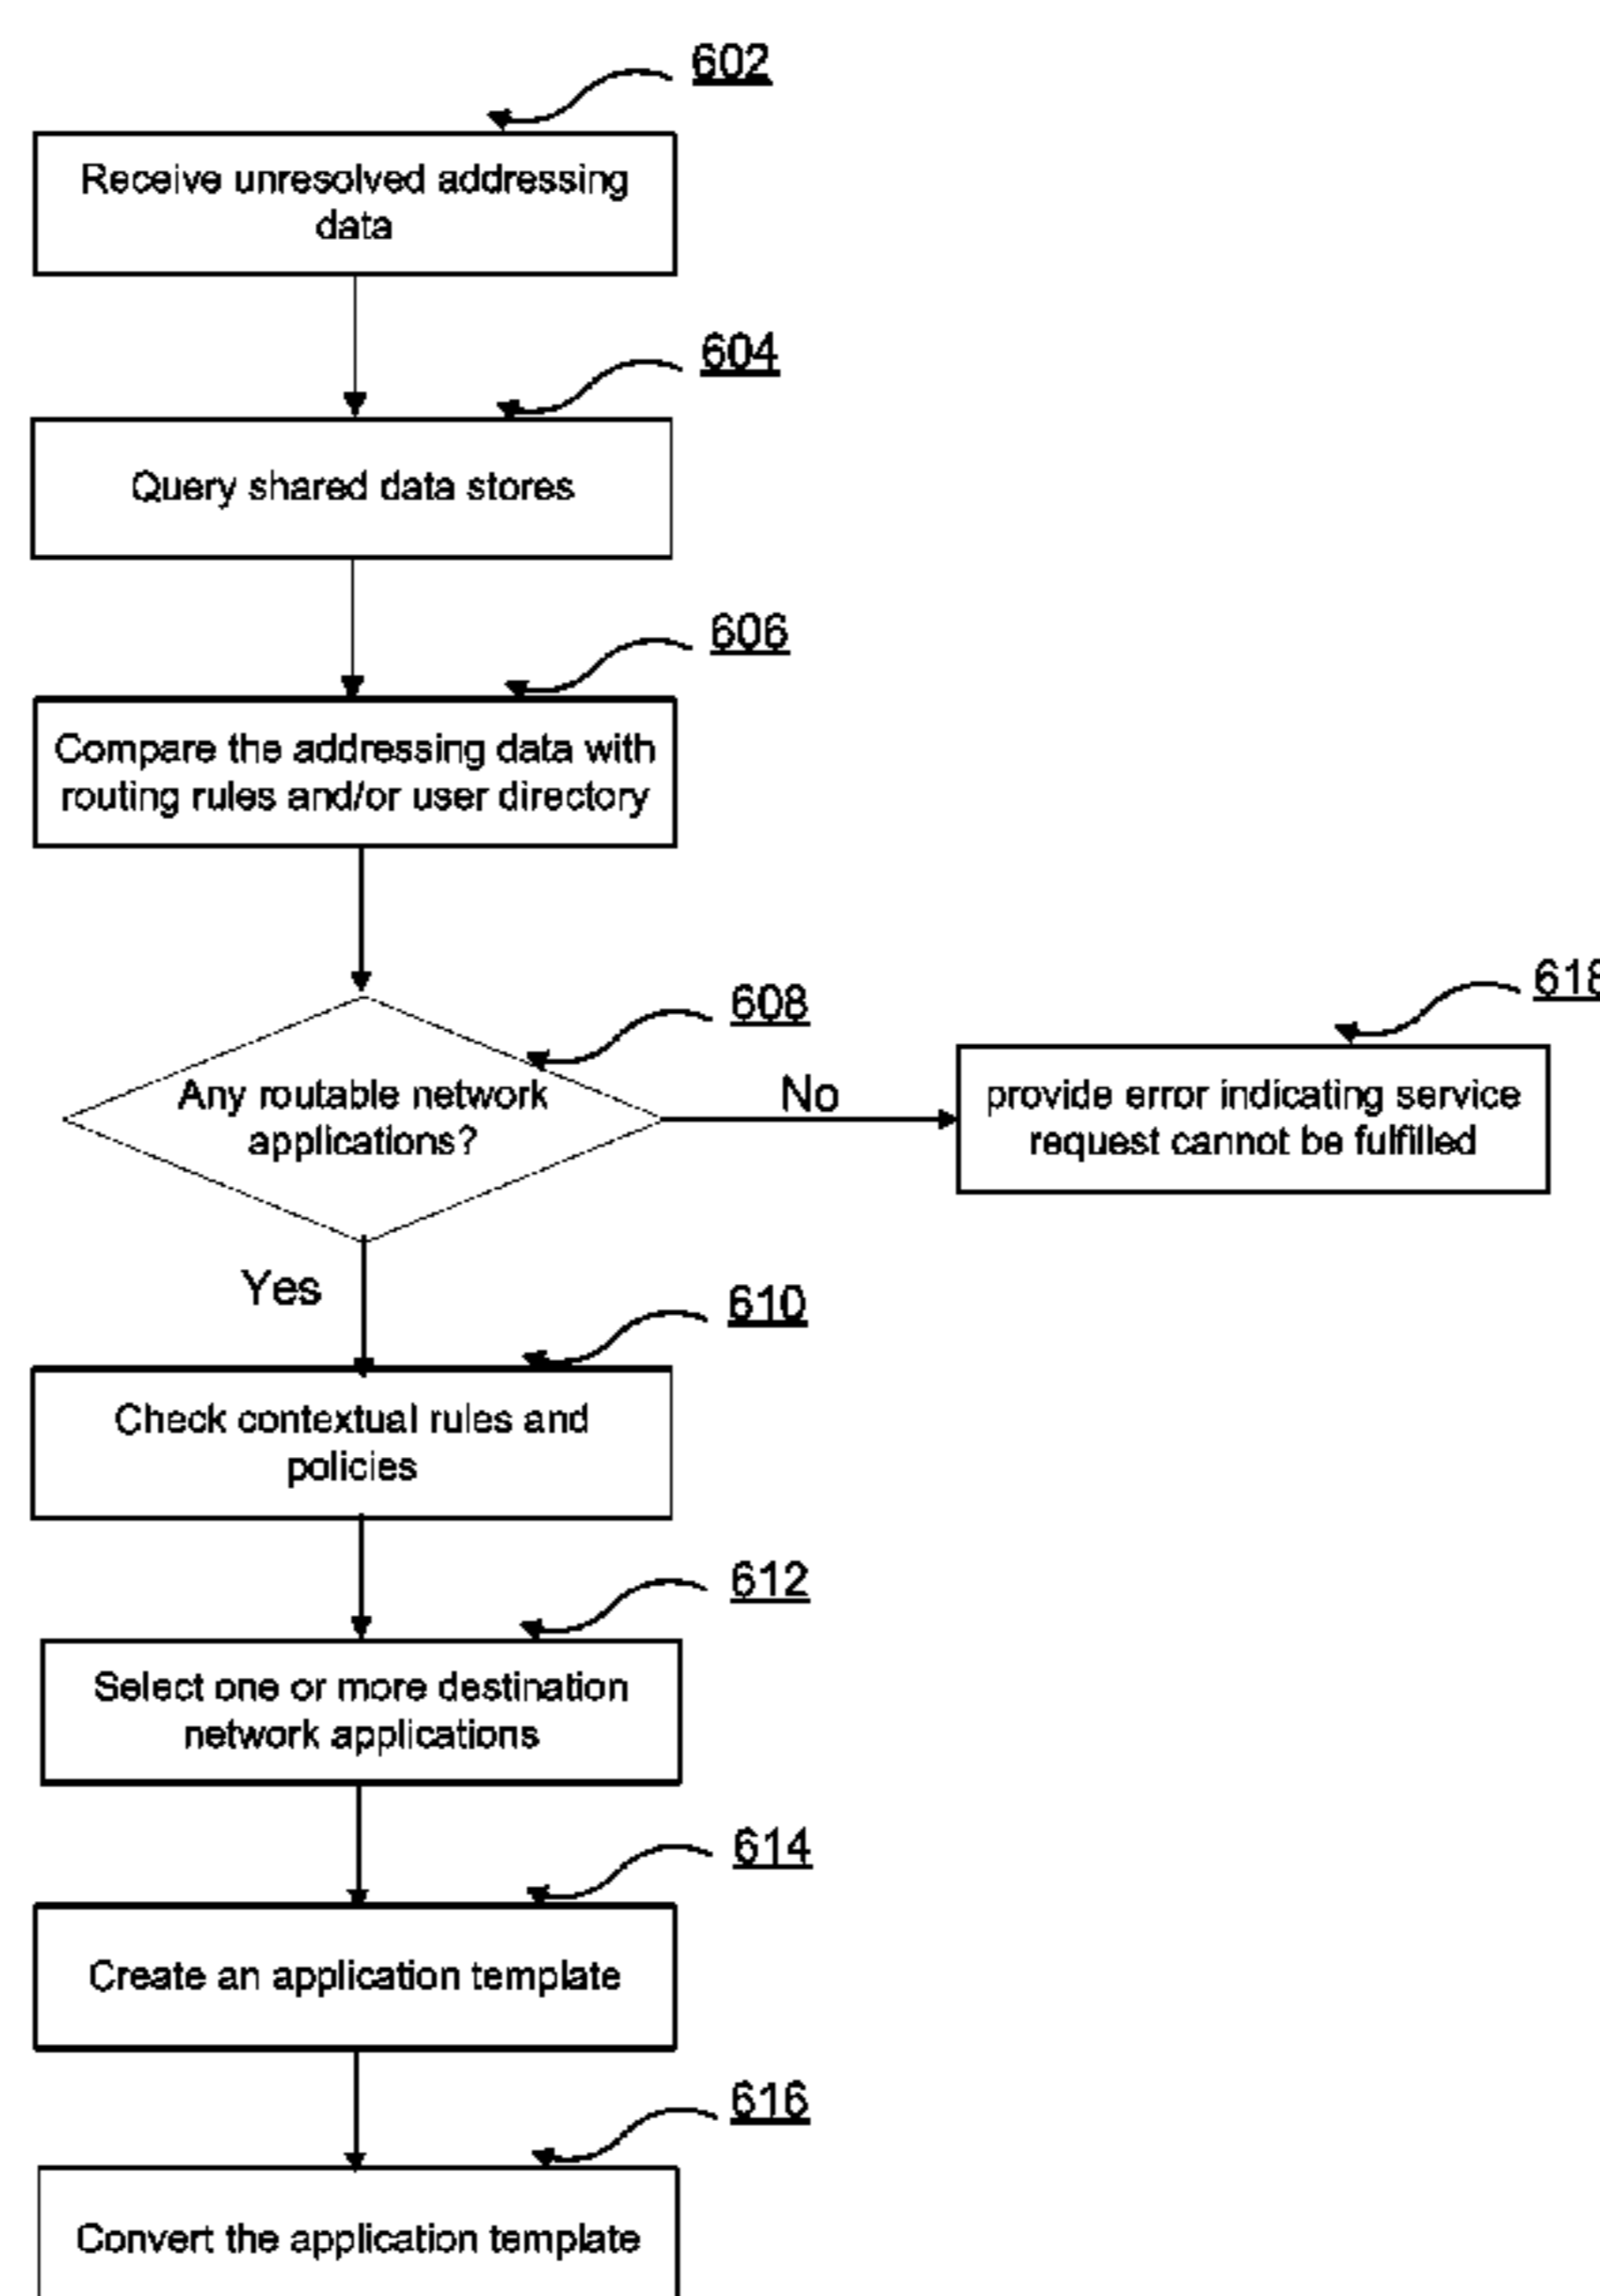 602
Receive unresolved addressing
data
604
Query shared data stores
606
Compare the addressing data with
routing rules and/or user directory
608
Any routable network
applications?
No
618
provide error indicating service
request cannot be fulfilled
Yes
610
Check contextual rules and
policies
612
Select one or more destination
network applications
614
Create an application template
616
Convert the application template